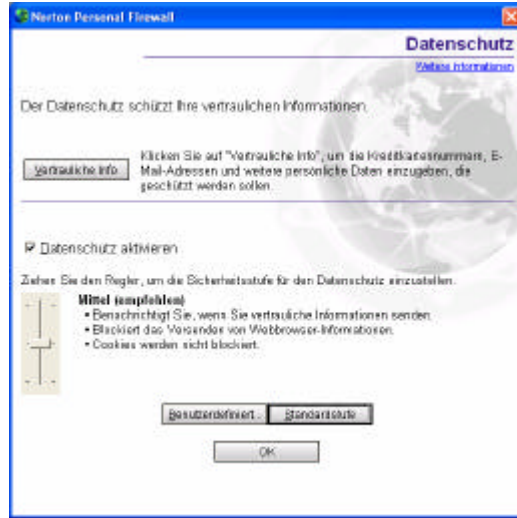 Norton Personal Firewall
Datenschutz
Weitere Informationen
Der Datenschutz schützt Ihre vertraulichen Informationen.
Vertrauliche Info
Klicken Sie auf "Vertrauliche Info", um die Kreditkartennummern, E-
Mail-Adressen und weitere persönliche Daten einzugeben, die
geschützt werden sollen.
Datenschutz aktivieren
Ziehen Sie den Regler, um die Sicherheitsstufe für den Datenschutz einzustellen.
Mittel (empfohlen)
• Benachrichtigt Sie, wenn Sie vertrauliche Informationen senden.
• Blockiert das Versenden von Webbrowser-Informationen.
• Cookies werden nicht blockiert.
Benutzerdefiniert...
Standardstufe
OK